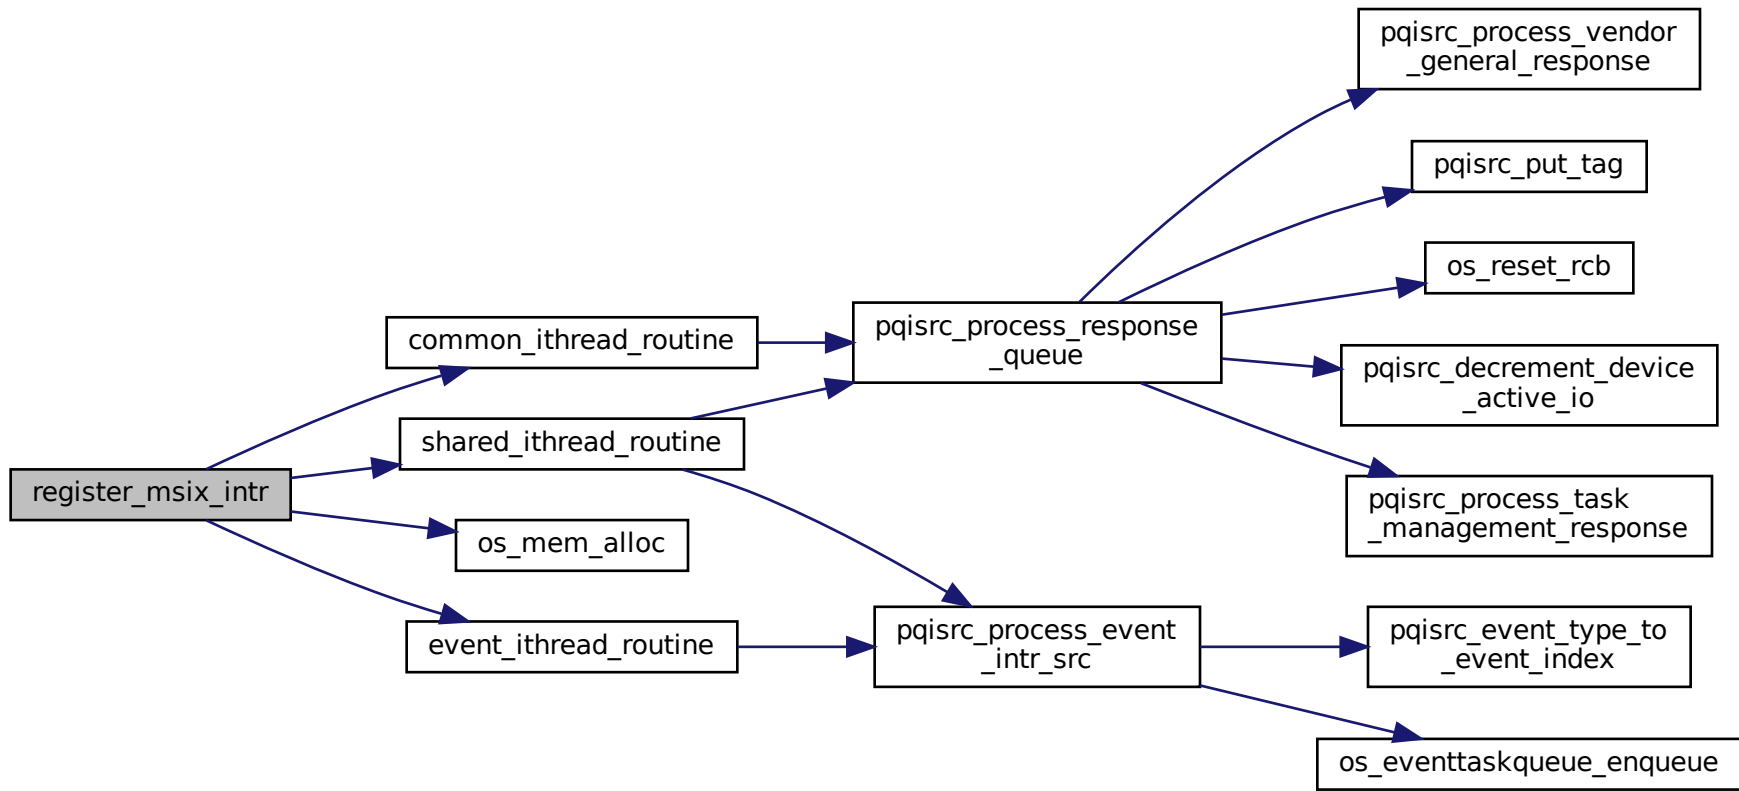 register_msix_intr
common_ithread_routine
shared_ithread_routine
os_mem_alloc
event_ithread_routine
pqisrc_process_response
_queue
pqisrc_process_event
_intr_src
pqisrc_process_vendor
_general_response
pqisrc_put_tag
os_reset_rcb
pqisrc_decrement_device
_active_io
pqisrc_process_task
_management_response
pqisrc_event_type_to
_event_index
os_eventtaskqueue_enqueue